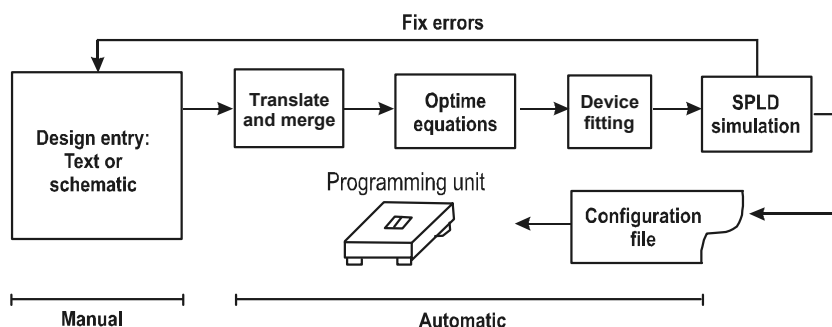 Fix errors
Design entry:
Text or
schematic
Translate
and merge
Optime
equations
Device
fitting
SPLD
simulation
Programming unit
Configuration
file
Manual
Automatic